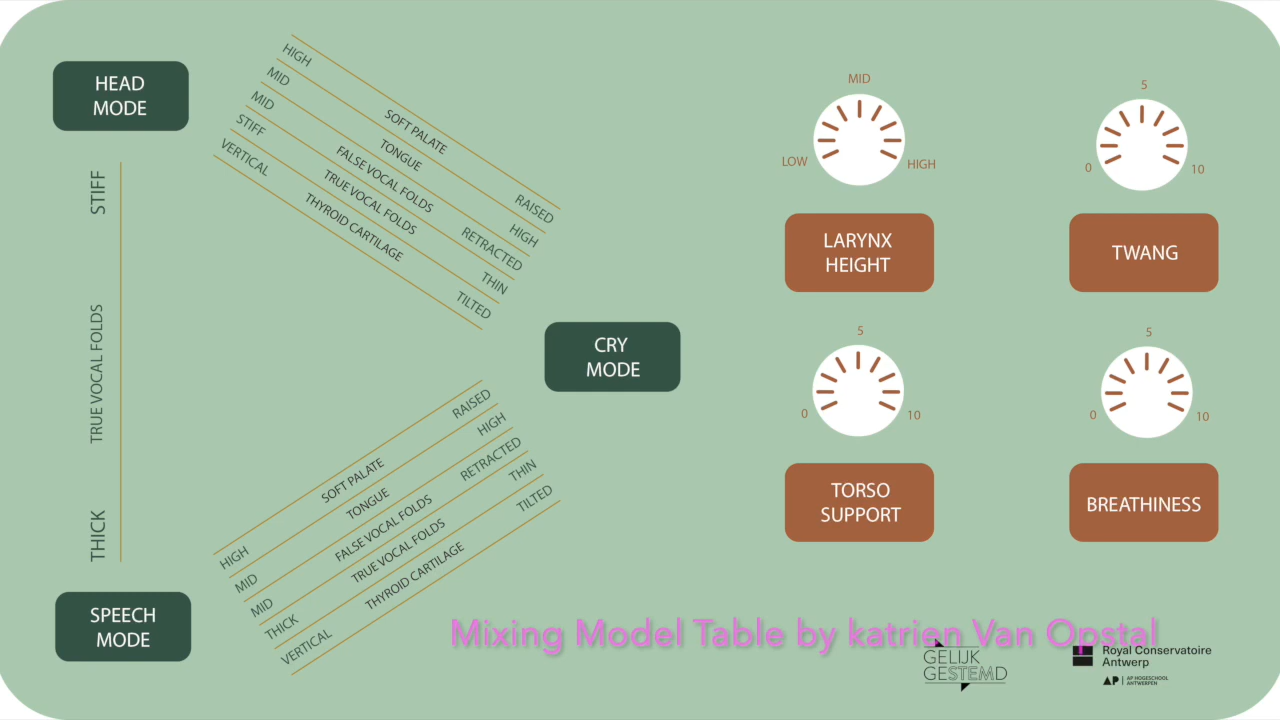 HEAD
MODE
STIFF
TRUE VOCAL FOLDS
THICK
SPEECH
MODE
HIGH SOFT PALATE RAISED
MID TONGUE HIGH
MID FALSE VOCAL FOLDS RETRACTED
STIFF TRUE VOCAL FOLDS THIN
VERTICAL THYROID CARTILAGE TILTED
CRY
MODE
HIGH SOFT PALATE RAISED
MID TONGUE HIGH
MID FALSE VOCAL FOLDS RETRACTED
THICK TRUE VOCAL FOLDS THIN
VERTICAL THYROID CARTILAGE TILTED
MID
LOW HIGH
LARYNX
HEIGHT
5
0 10
TWANG
5
0 10
TORSO
SUPPORT
5
0 10
BREATHINESS
Mixing Model Table by katrien Van Opstal
GELIJK
GESTEMD
Royal Conservatoire
Antwerp
AP AP HOGESCHOOL
ANTWERPEN